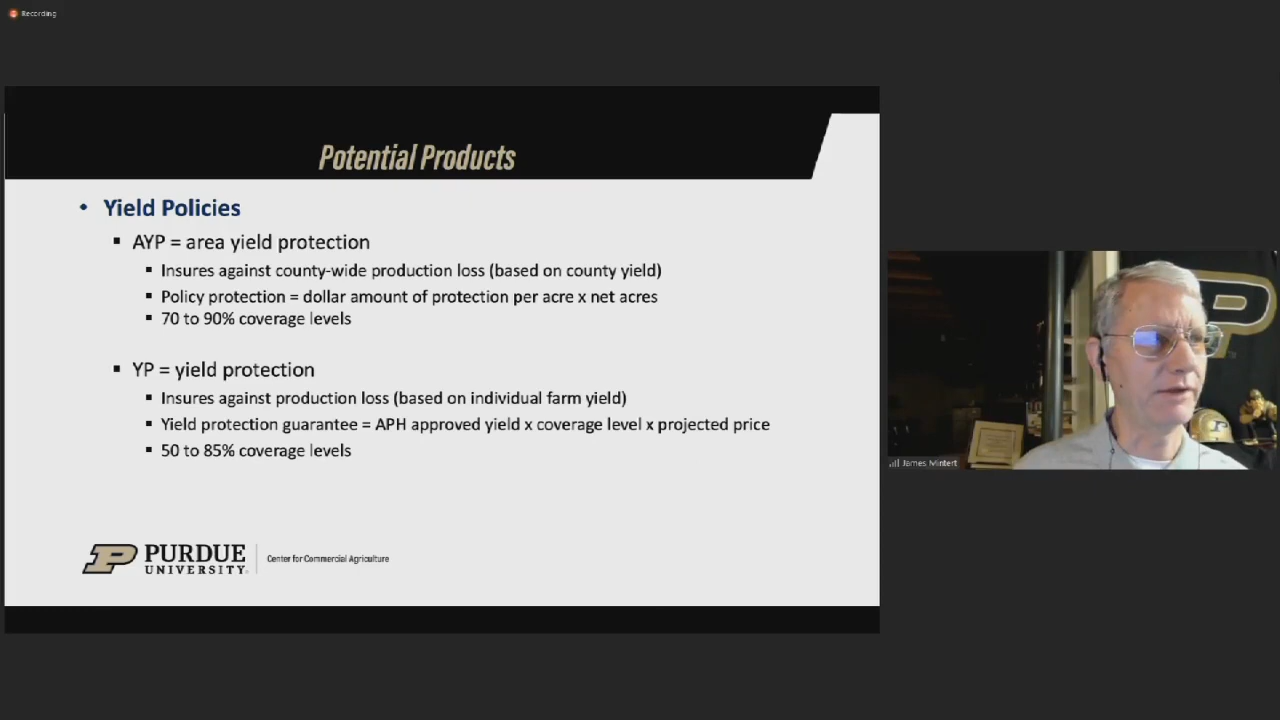 Recording
Potential Products
• Yield Policies
▪ AYP = area yield protection
▪ Insures against county-wide production loss (based on county yield)
▪ Policy protection = dollar amount of protection per acre x net acres
▪ 70 to 90% coverage levels
▪ YP = yield protection
▪ Insures against production loss (based on individual farm yield)
▪ Yield protection guarantee = APH approved yield x coverage level x projected price
▪ 50 to 85% coverage levels
P PURDUE UNIVERSITY. Center for Commercial Agriculture
P
James Mintert